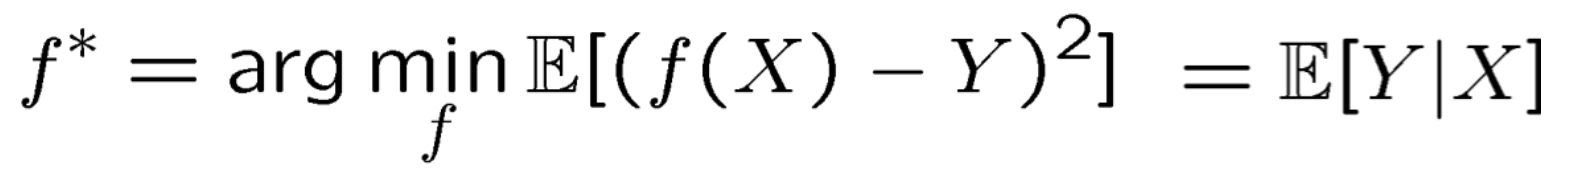 f* = arg min_f 𝔼[(f(X) − Y)²] = 𝔼[Y|X]